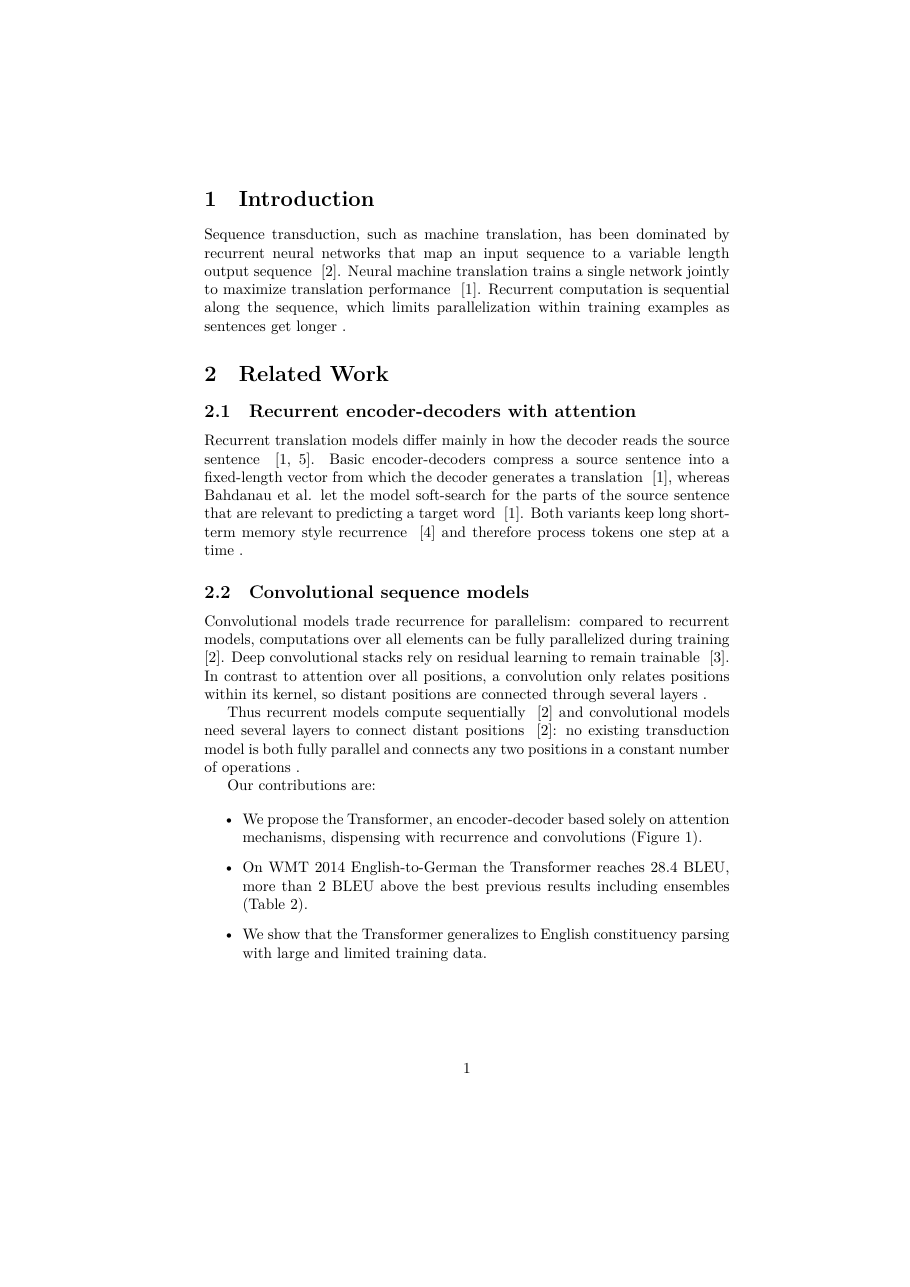 1 Introduction
Sequence transduction, such as machine translation, has been dominated by
recurrent neural networks that map an input sequence to a variable length
output sequence [2]. Neural machine translation trains a single network jointly
to maximize translation performance [1]. Recurrent computation is sequential
along the sequence, which limits parallelization within training examples as
sentences get longer .
2 Related Work
2.1 Recurrent encoder-decoders with attention
Recurrent translation models differ mainly in how the decoder reads the source
sentence [1, 5]. Basic encoder-decoders compress a source sentence into a
fixed-length vector from which the decoder generates a translation [1], whereas
Bahdanau et al. let the model soft-search for the parts of the source sentence
that are relevant to predicting a target word [1]. Both variants keep long short-
term memory style recurrence [4] and therefore process tokens one step at a
time .
2.2 Convolutional sequence models
Convolutional models trade recurrence for parallelism: compared to recurrent
models, computations over all elements can be fully parallelized during training
[2]. Deep convolutional stacks rely on residual learning to remain trainable [3].
In contrast to attention over all positions, a convolution only relates positions
within its kernel, so distant positions are connected through several layers .
Thus recurrent models compute sequentially [2] and convolutional models
need several layers to connect distant positions [2]: no existing transduction
model is both fully parallel and connects any two positions in a constant number
of operations .
Our contributions are:
• We propose the Transformer, an encoder-decoder based solely on attention
mechanisms, dispensing with recurrence and convolutions (Figure 1).
• On WMT 2014 English-to-German the Transformer reaches 28.4 BLEU,
more than 2 BLEU above the best previous results including ensembles
(Table 2).
• We show that the Transformer generalizes to English constituency parsing
with large and limited training data.
1